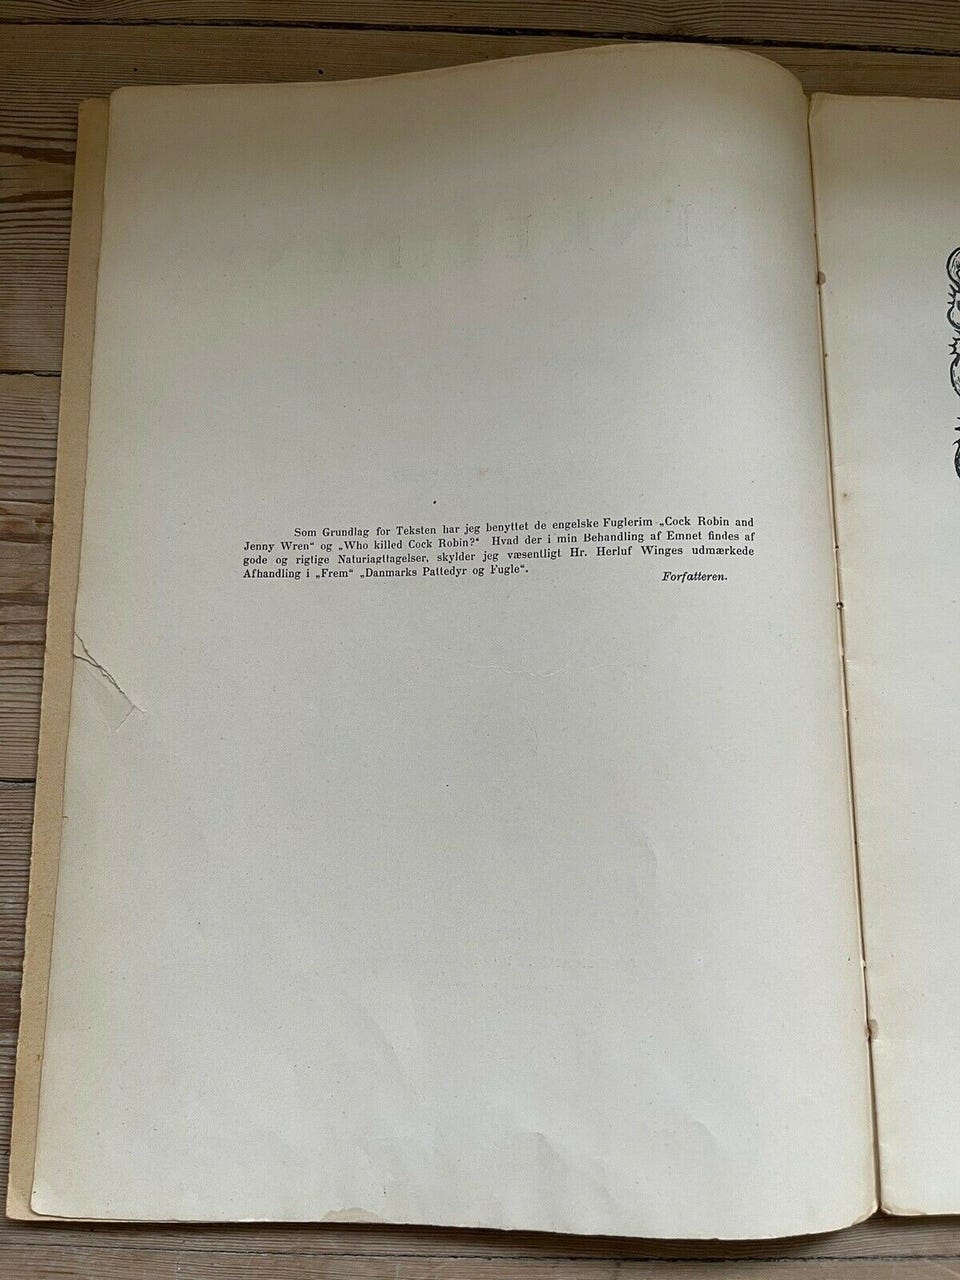 Som Grundlag for Teksten har jeg benyttet de engelske Fuglerim „Cock Robin and
Jenny Wren“ og „Who killed Cock Robin?“ Hvad der i min Behandling af Emnet findes af
gode og rigtige Naturiagttagelser, skylder jeg væsentligt Hr. Herluf Winges udmærkede
Afhandling i „Frem“ „Danmarks Pattedyr og Fugle“.
Forfatteren.